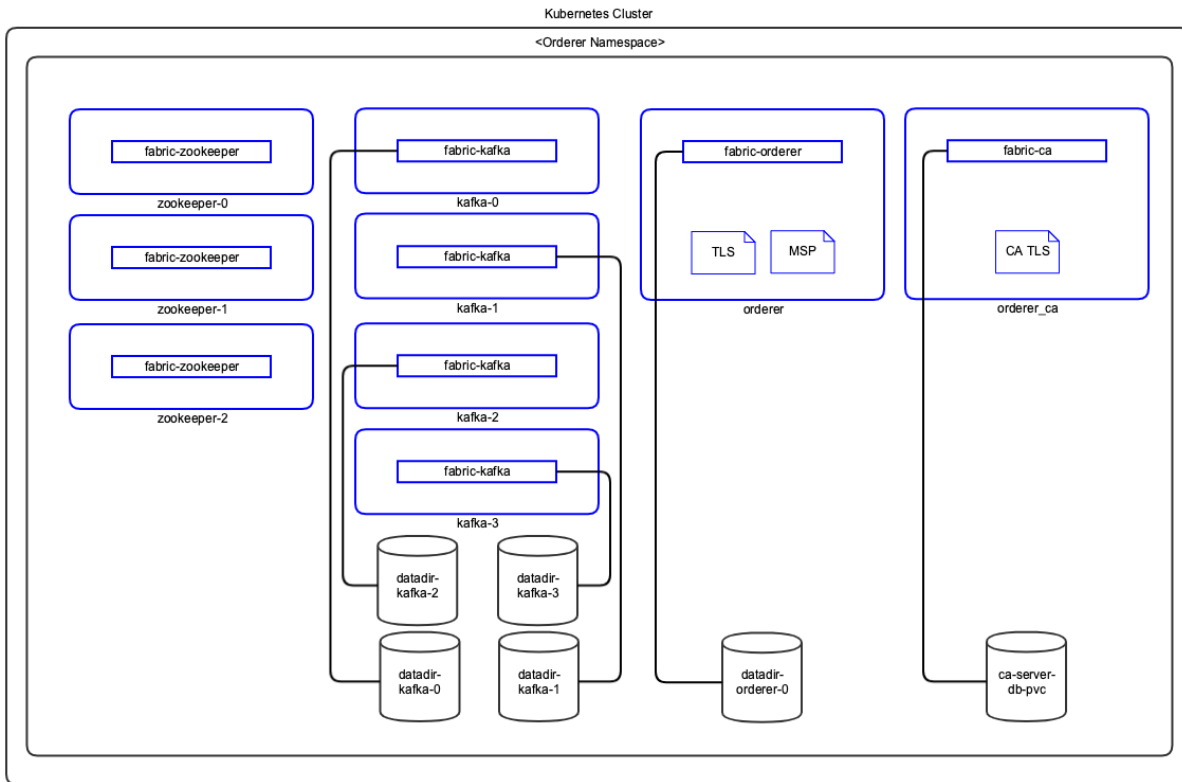 Kubernetes Cluster
<Orderer Namespace>
fabric-zookeeper
zookeeper-0
fabric-zookeeper
zookeeper-1
fabric-zookeeper
zookeeper-2
fabric-kafka
kafka-0
fabric-kafka
kafka-1
fabric-kafka
kafka-2
fabric-kafka
kafka-3
datadir-
kafka-2
datadir-
kafka-3
datadir-
kafka-0
datadir-
kafka-1
fabric-orderer
TLS
MSP
orderer
datadir-
orderer-0
fabric-ca
CA TLS
orderer_ca
ca-server-
db-pvc